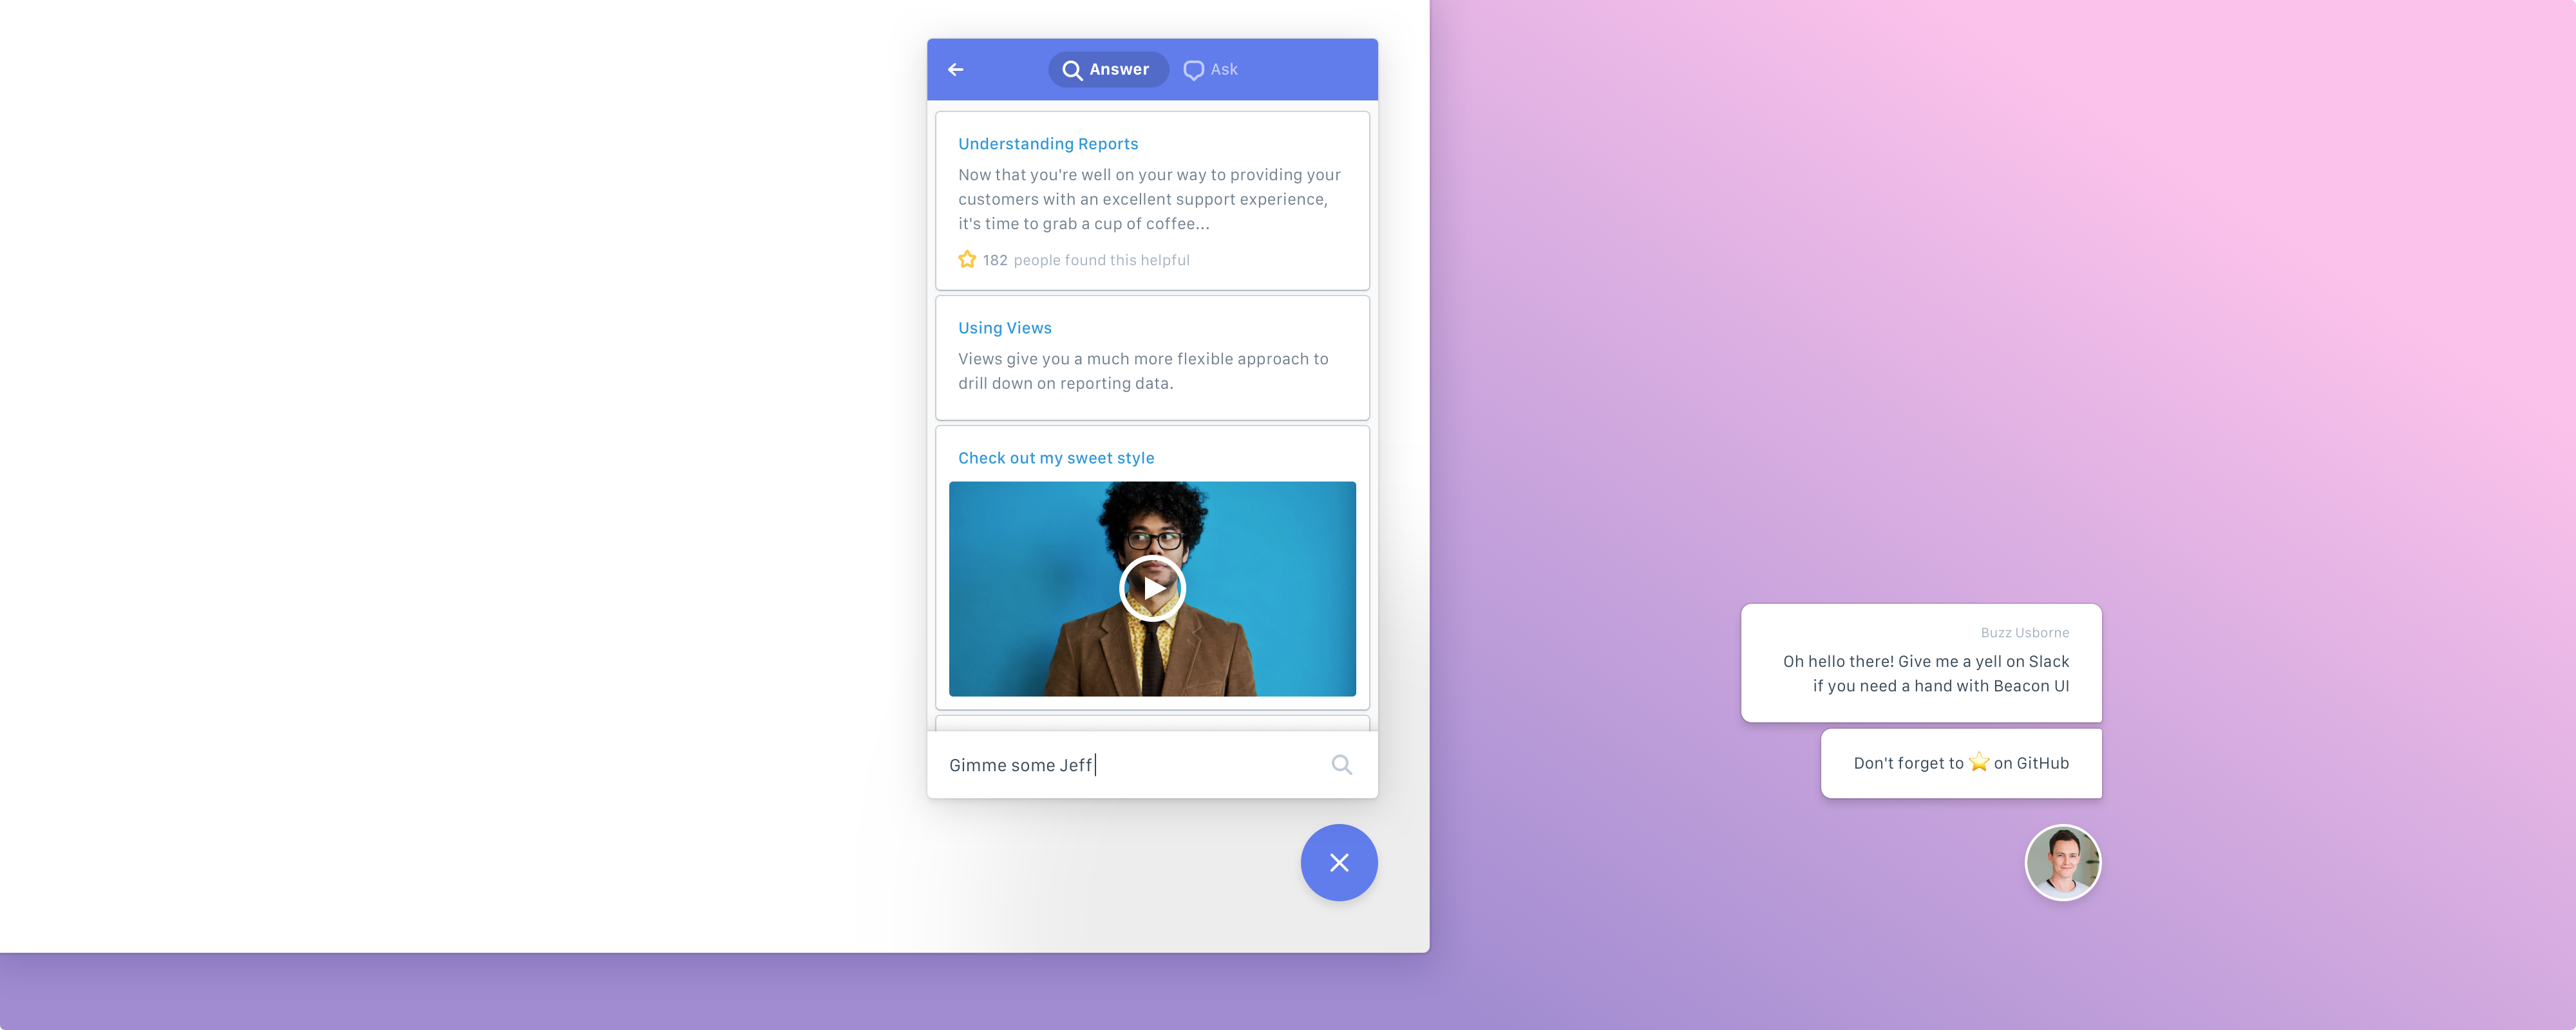 Answer
Ask
Understanding Reports
Now that you're well on your way to providing your
customers with an excellent support experience,
it's time to grab a cup of coffee...
182 people found this helpful
Using Views
Views give you a much more flexible approach to
drill down on reporting data.
Check out my sweet style
Gimme some Jeff
Buzz Usborne
Oh hello there! Give me a yell on Slack
if you need a hand with Beacon UI
Don't forget to ⭐ on GitHub